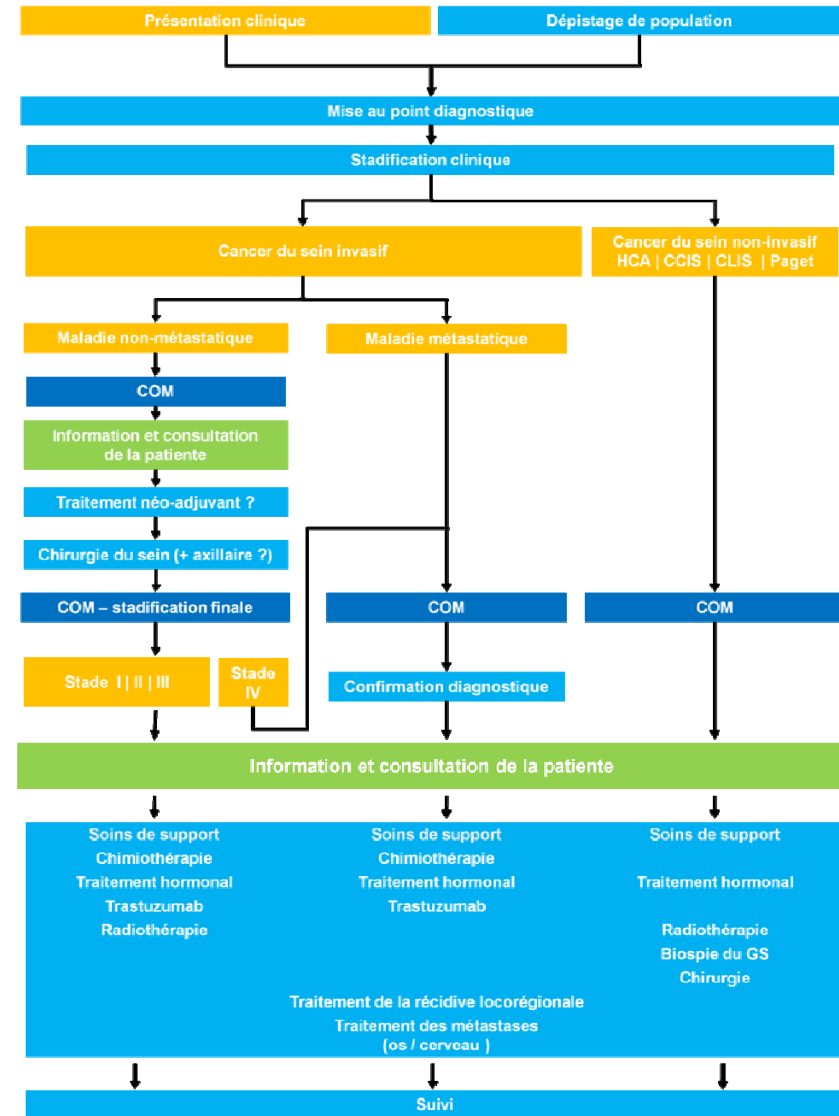 Présentation clinique
Dépistage de population
Mise au point diagnostique
Stadification clinique
Cancer du sein invasif
Cancer du sein non-invasif
HCA | CCIS | CLIS | Paget
Maladie non-métastatique
Maladie métastatique
COM
Information et consultation
de la patiente
Traitement néo-adjuvant ?
Chirurgie du sein (+ axillaire ?)
COM – stadification finale
COM
COM
Stade I | II | III
Stade
IV
Confirmation diagnostique
Information et consultation de la patiente
Soins de support
Chimiothérapie
Traitement hormonal
Trastuzumab
Radiothérapie
Soins de support
Chimiothérapie
Traitement hormonal
Trastuzumab
Traitement de la récidive locorégionale
Traitement des métastases
(os / cerveau )
Soins de support
Traitement hormonal
Radiothérapie
Biospie du GS
Chirurgie
Suivi